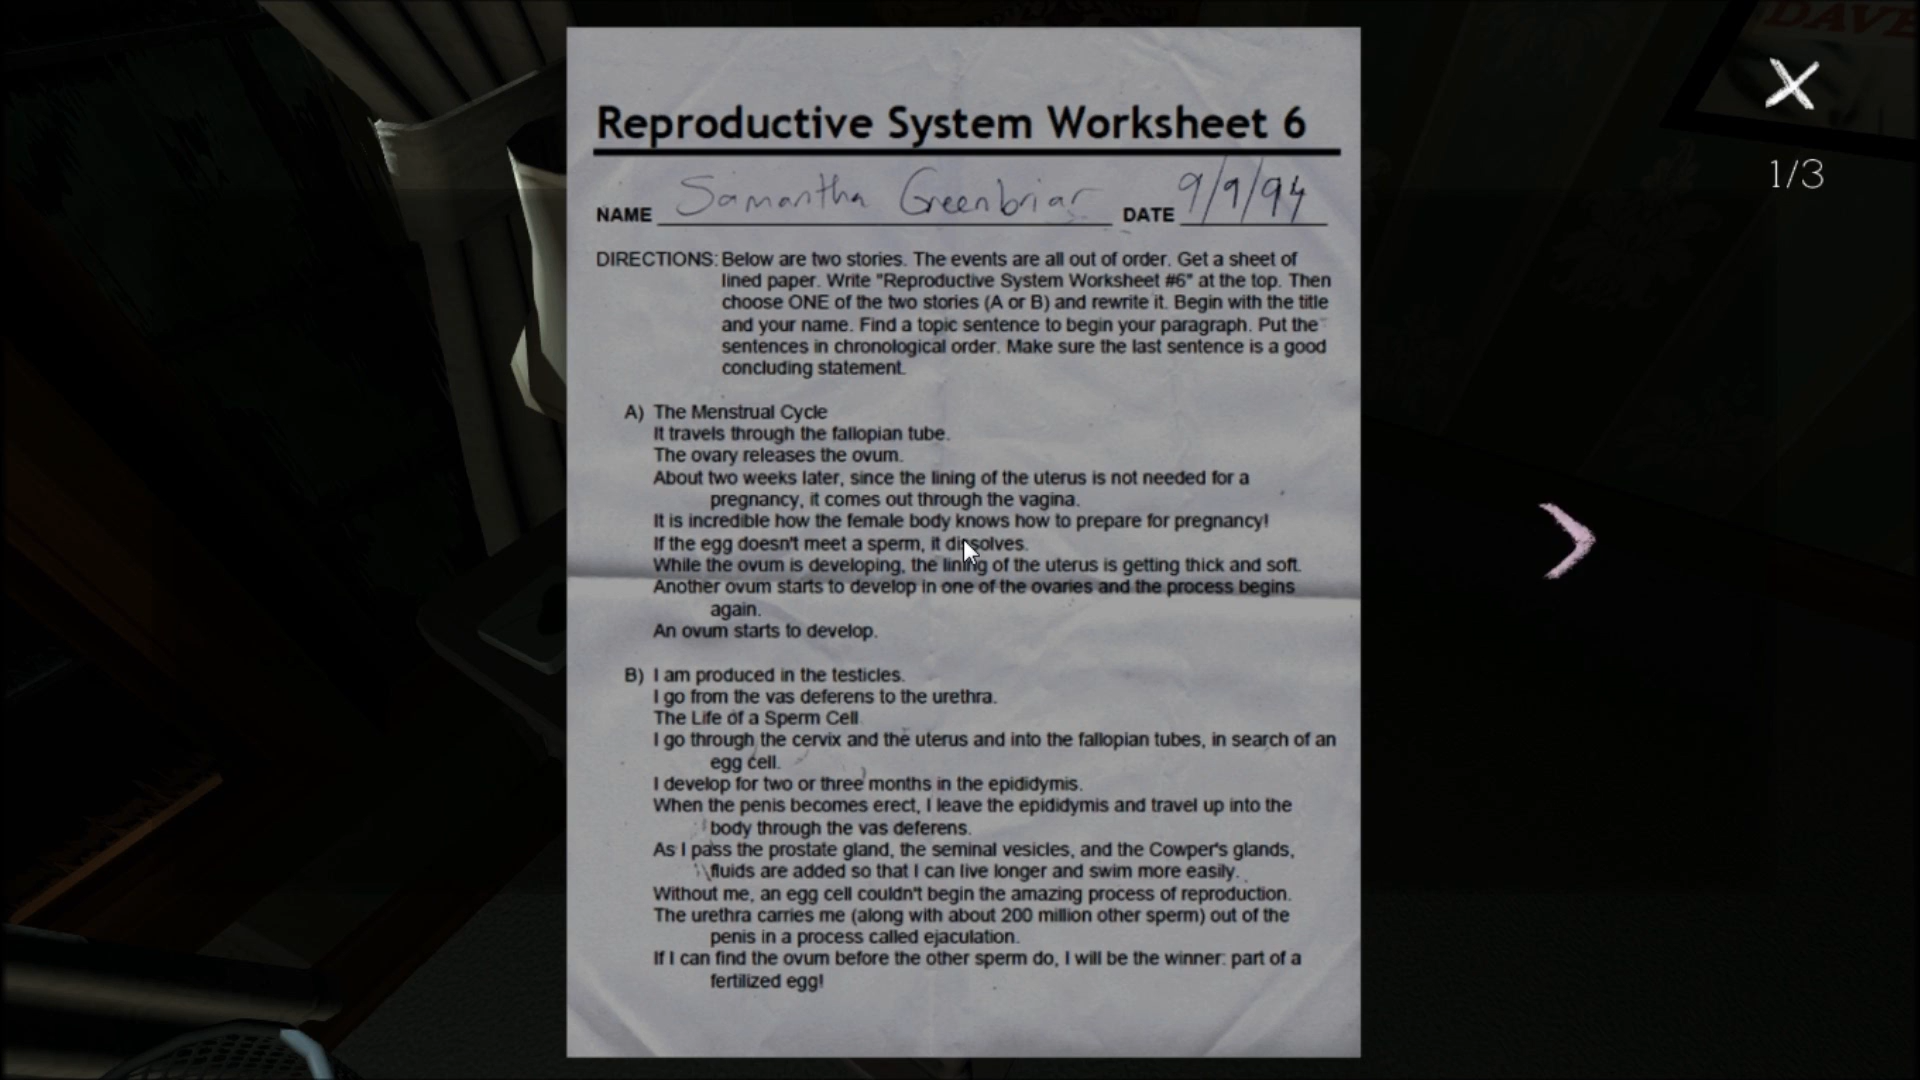 DAVE
1/3
Reproductive System Worksheet 6
NAME Samantha Greenbriar DATE 9/9/94
DIRECTIONS: Below are two stories. The events are all out of order. Get a sheet of
lined paper. Write "Reproductive System Worksheet #6" at the top. Then
choose ONE of the two stories (A or B) and rewrite it. Begin with the title
and your name. Find a topic sentence to begin your paragraph. Put the
sentences in chronological order. Make sure the last sentence is a good
concluding statement.
A) The Menstrual Cycle
It travels through the fallopian tube.
The ovary releases the ovum.
About two weeks later, since the lining of the uterus is not needed for a
pregnancy, it comes out through the vagina.
It is incredible how the female body knows how to prepare for pregnancy!
If the egg doesn't meet a sperm, it dissolves.
While the ovum is developing, the lining of the uterus is getting thick and soft.
Another ovum starts to develop in one of the ovaries and the process begins
again.
An ovum starts to develop.
B) I am produced in the testicles.
I go from the vas deferens to the urethra.
The Life of a Sperm Cell
I go through the cervix and the uterus and into the fallopian tubes, in search of an
egg cell.
I develop for two or three months in the epididymis.
When the penis becomes erect, I leave the epididymis and travel up into the
body through the vas deferens.
As I pass the prostate gland, the seminal vesicles, and the Cowper's glands,
fluids are added so that I can live longer and swim more easily.
Without me, an egg cell couldn't begin the amazing process of reproduction.
The urethra carries me (along with about 200 million other sperm) out of the
penis in a process called ejaculation.
If I can find the ovum before the other sperm do, I will be the winner: part of a
fertilized egg!